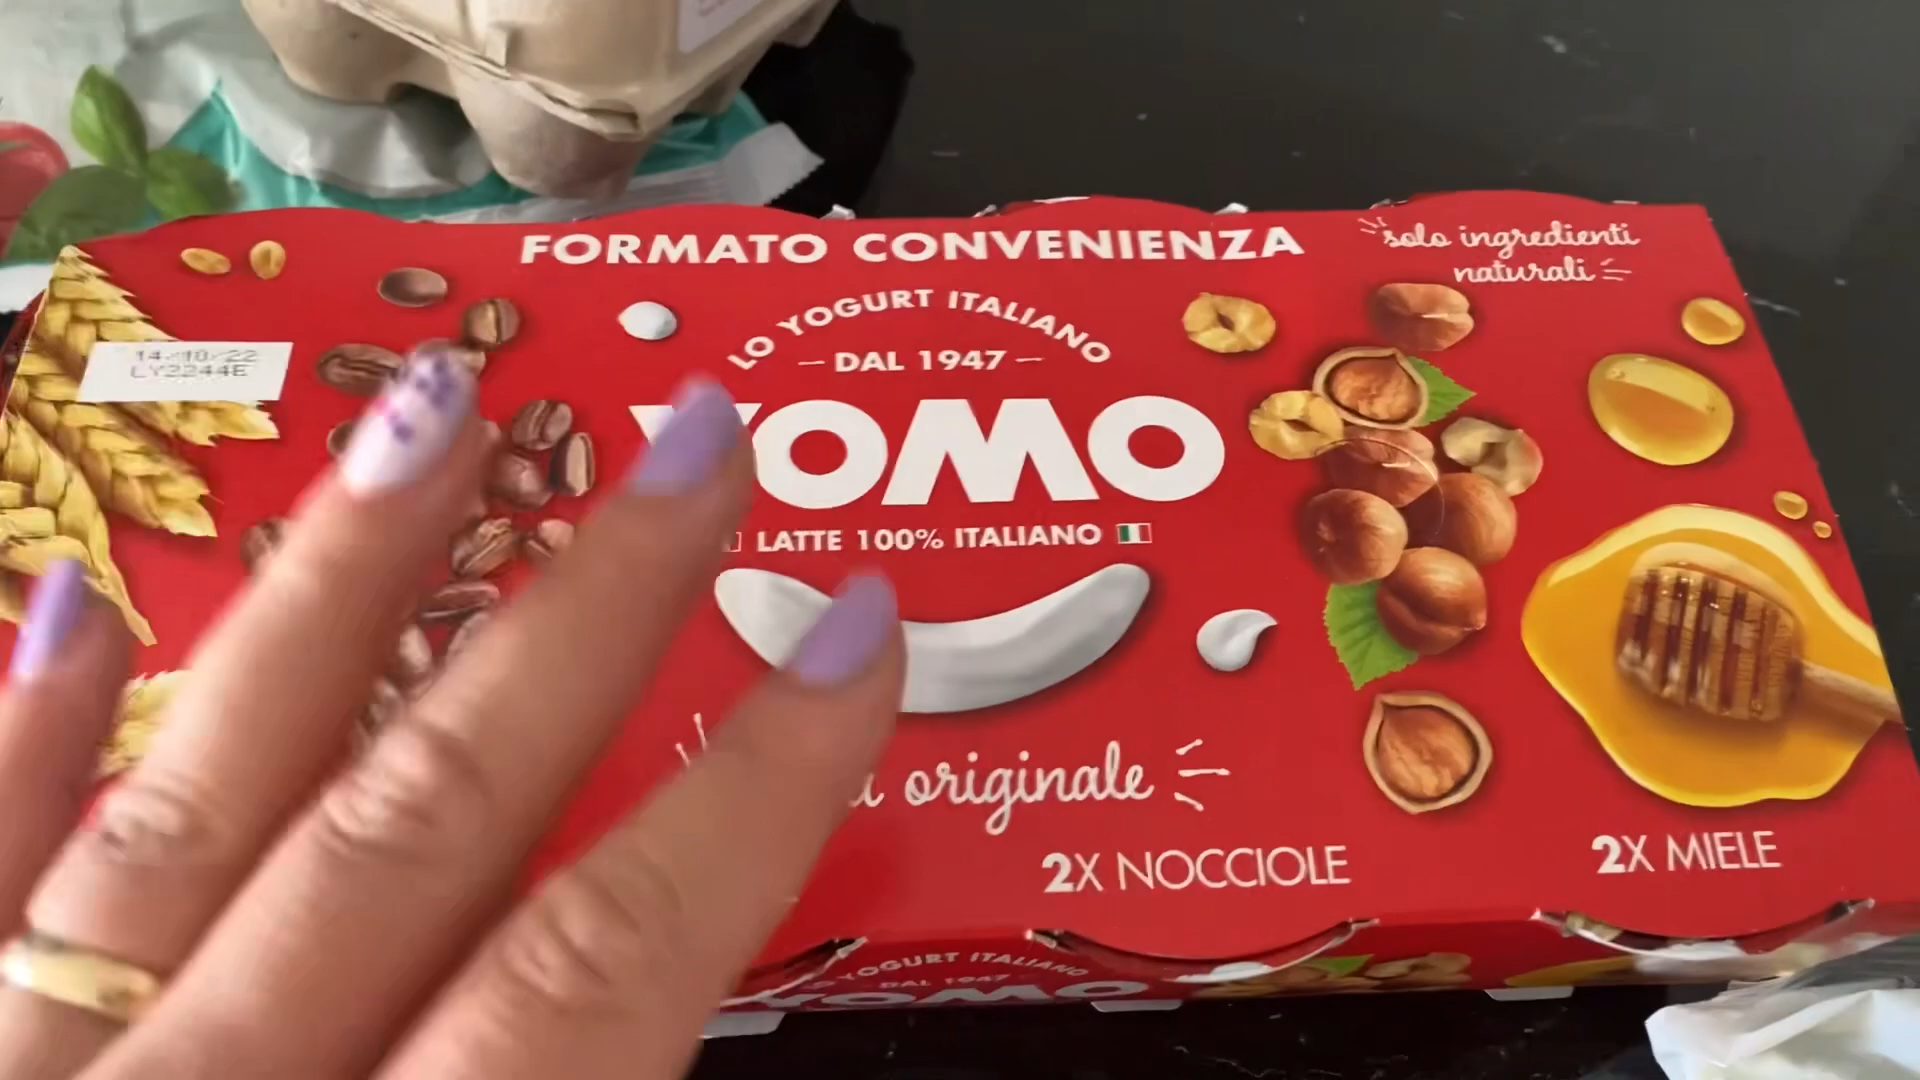 FORMATO CONVENIENZA
solo ingredienti
naturali
LO YOGURT ITALIANO
DAL 1947
14/10/22
LY2244E
YOMO
LATTE 100% ITALIANO
originale
2X NOCCIOLE
2X MIELE
YOGURT ITALIANO
DAL 1947
YOMO